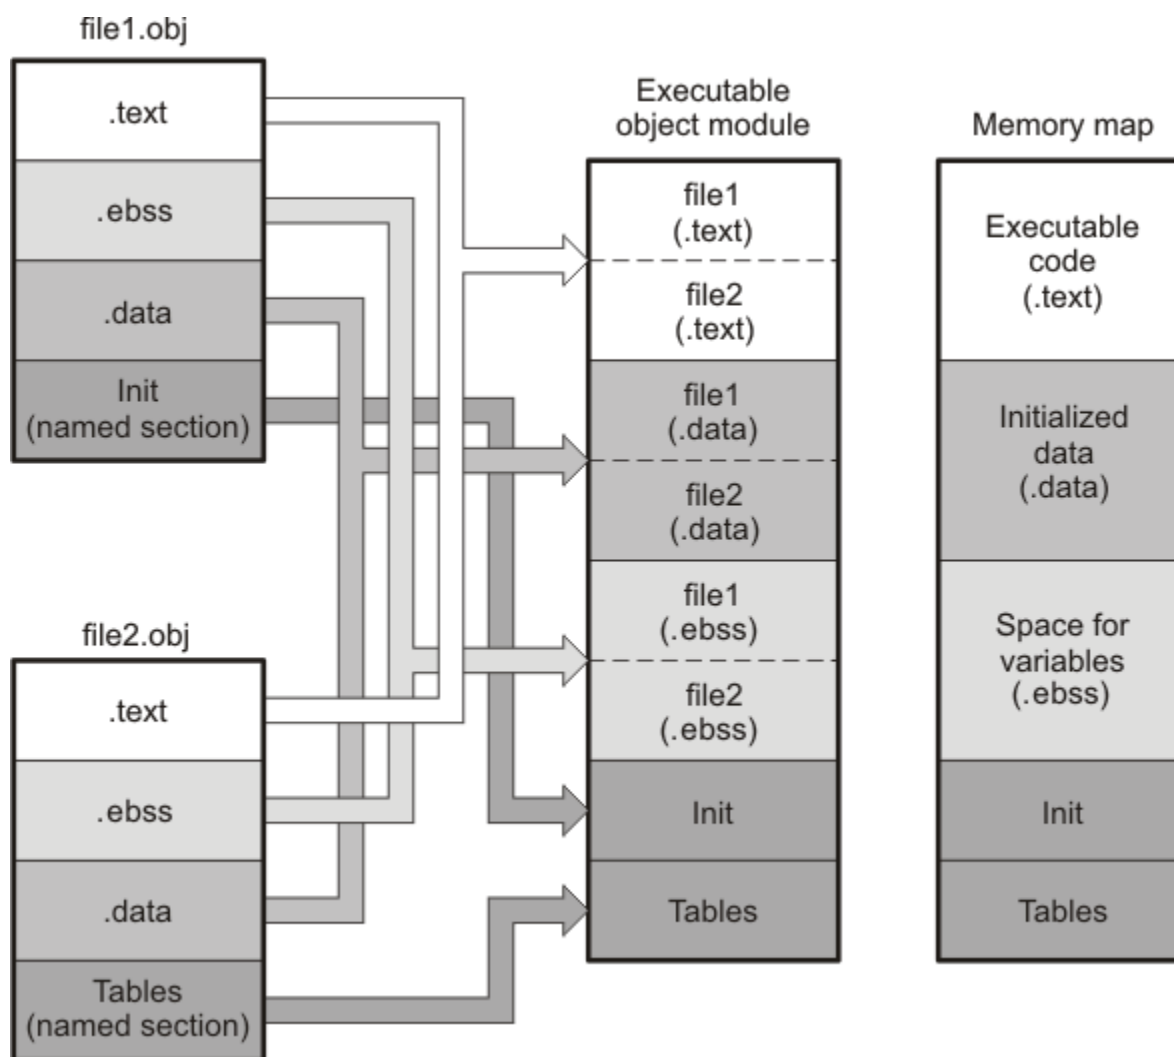 file1.obj
.text
.ebss
.data
Init
(named section)
file2.obj
.text
.ebss
.data
Tables
(named section)
Executable
object module
file1
(.text)
file2
(.text)
file1
(.data)
file2
(.data)
file1
(.ebss)
file2
(.ebss)
Init
Tables
Memory map
Executable
code
(.text)
Initialized
data
(.data)
Space for
variables
(.ebss)
Init
Tables